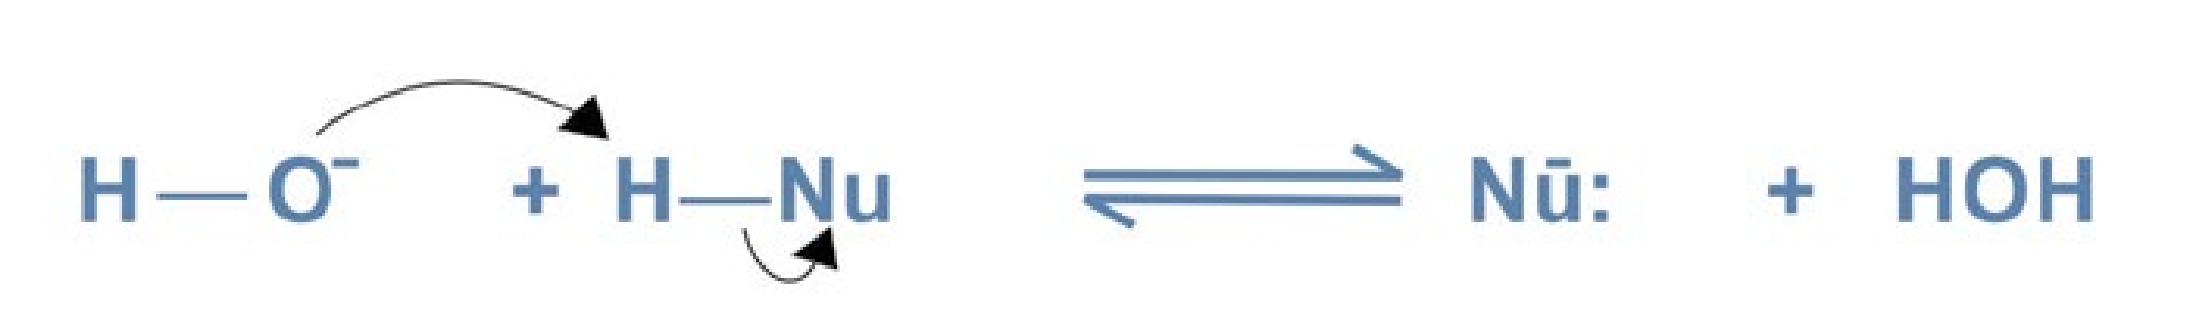 H—O⁻ + H—Nu ⇌ Nū: + HOH